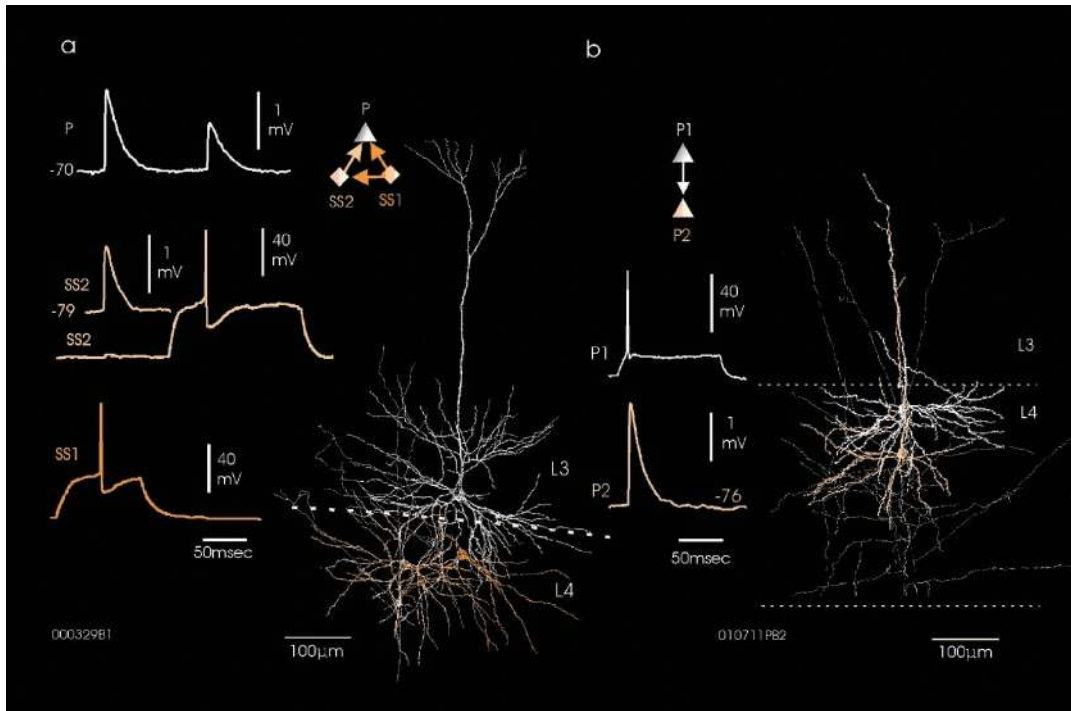 a
P
-70
1
mV
P
SS2
SS1
SS2
-79
1
mV
40
mV
SS2
SS1
40
mV
50msec
L3
L4
000329B1
100µm
b
P1
P2
P1
40
mV
P2
1
mV
-76
50msec
L3
L4
010711PB2
100µm